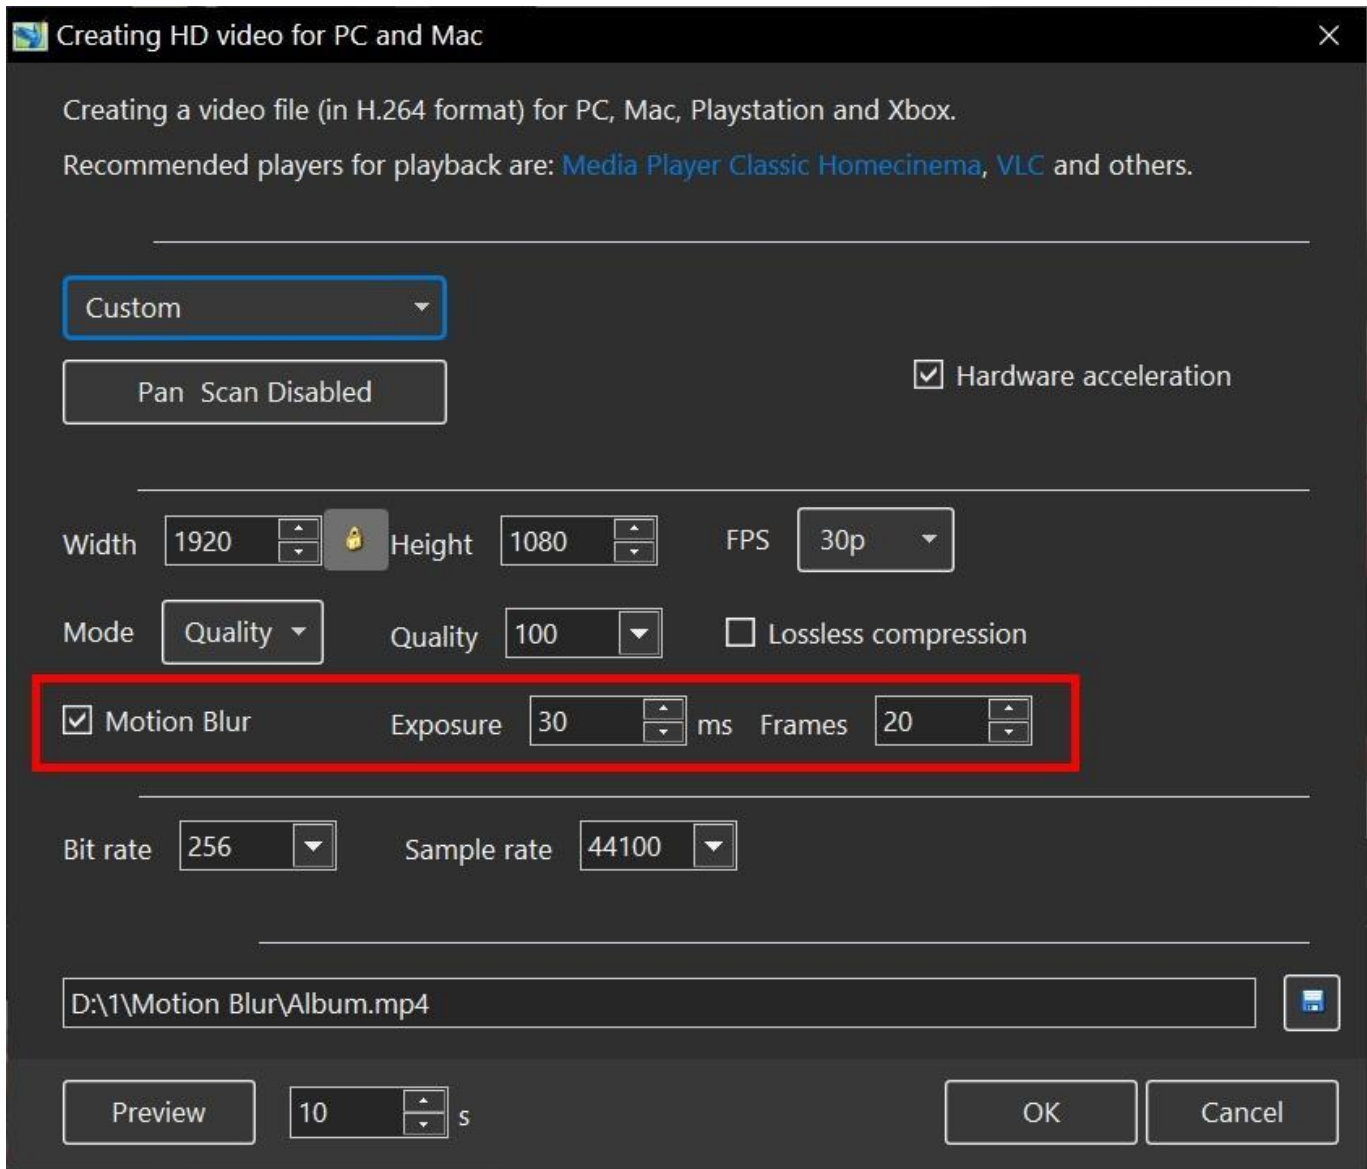 Creating HD video for PC and Mac
Creating a video file (in H.264 format) for PC, Mac, Playstation and Xbox.
Recommended players for playback are: Media Player Classic Homecinema, VLC and others.
Custom
Pan  Scan Disabled
Hardware acceleration
Width 1920 Height 1080 FPS 30p
Mode Quality Quality 100 Lossless compression
Motion Blur Exposure 30 ms Frames 20
Bit rate 256 Sample rate 44100
D:\1\Motion Blur\Album.mp4
Preview 10 s OK Cancel